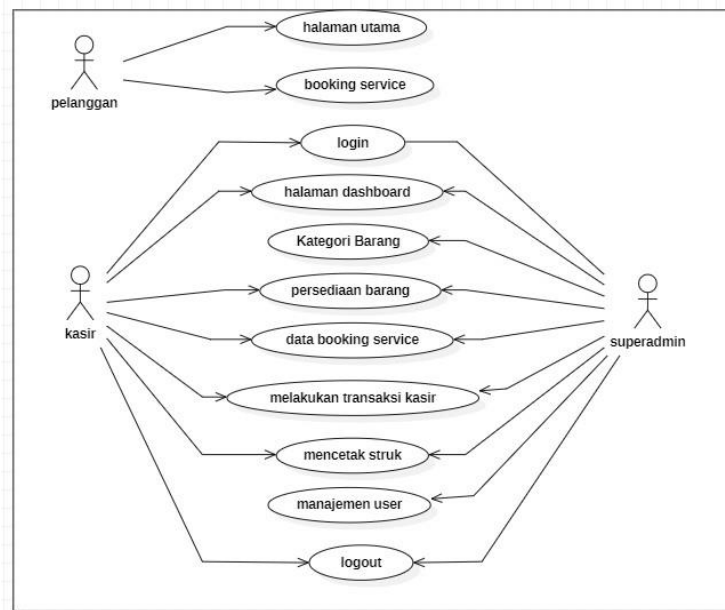 halaman utama
pelanggan
booking service
login
halaman dashboard
Kategori Barang
persediaan barang
kasir
data booking service
superadmin
melakukan transaksi kasir
mencetak struk
manajemen user
logout